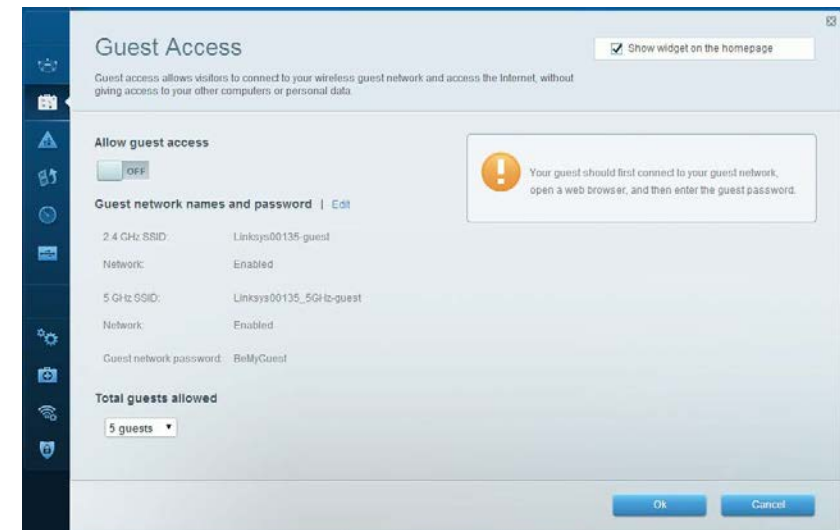 Guest Access
Show widget on the homepage
Guest access allows visitors to connect to your wireless guest network and access the Internet, without
giving access to your other computers or personal data.
Allow guest access
OFF
Your guest should first connect to your guest network,
open a web browser, and then enter the guest password.
Guest network names and password | Edit
2.4 GHz SSID: Linksys00135-guest
Network: Enabled
5 GHz SSID: Linksys00135_5GHz-guest
Network: Enabled
Guest network password: BeMyGuest
Total guests allowed
5 guests
Ok Cancel